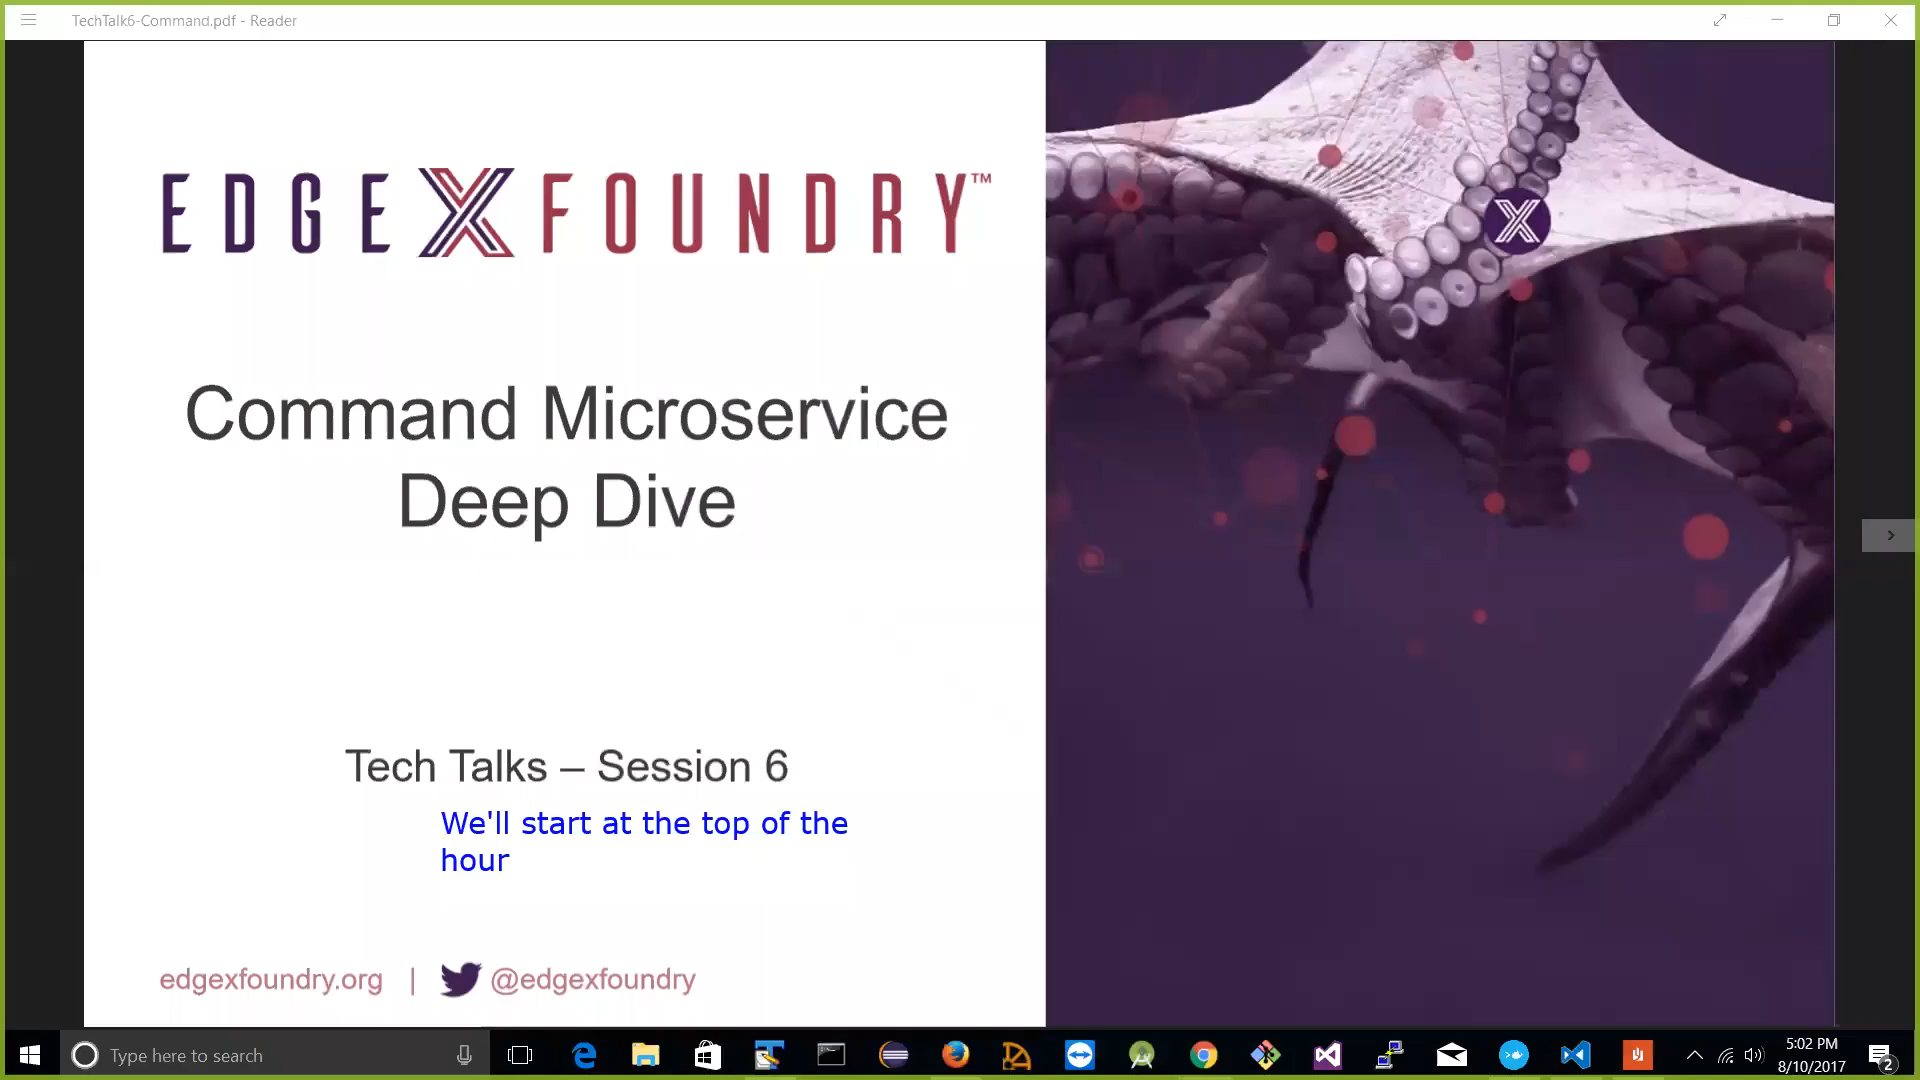 TechTalk6-Command.pdf - Reader
EDGE X FOUNDRY™
Command Microservice
Deep Dive
Tech Talks – Session 6
We'll start at the top of the
hour
edgexfoundry.org | @edgexfoundry
Type here to search
5:02 PM
8/10/2017
2